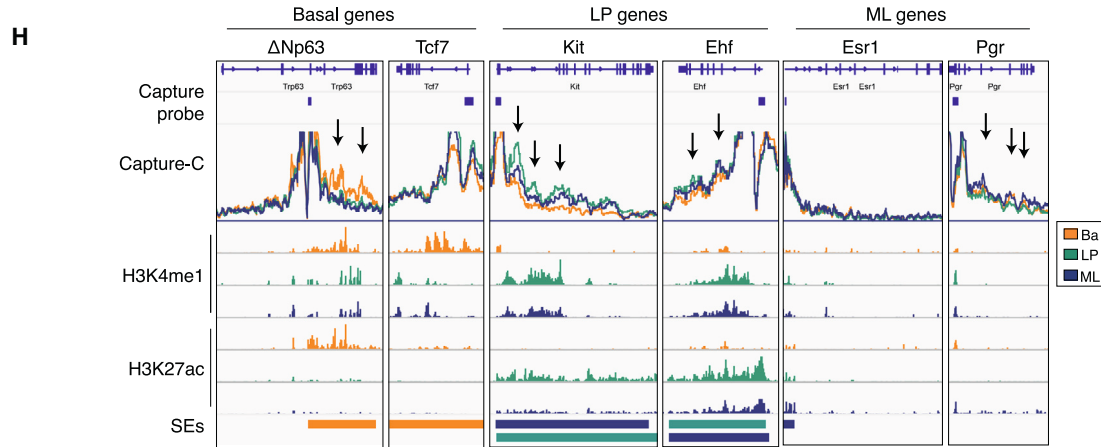 H
Basal genes LP genes ML genes
ΔNp63 Tcf7 Kit Ehf Esr1 Pgr
Trp63 Trp63 Tcf7 Kit Ehf Esr1 Esr1 Pgr Pgr
Capture
probe
Capture-C
Ba
LP
ML
H3K4me1
H3K27ac
SEs